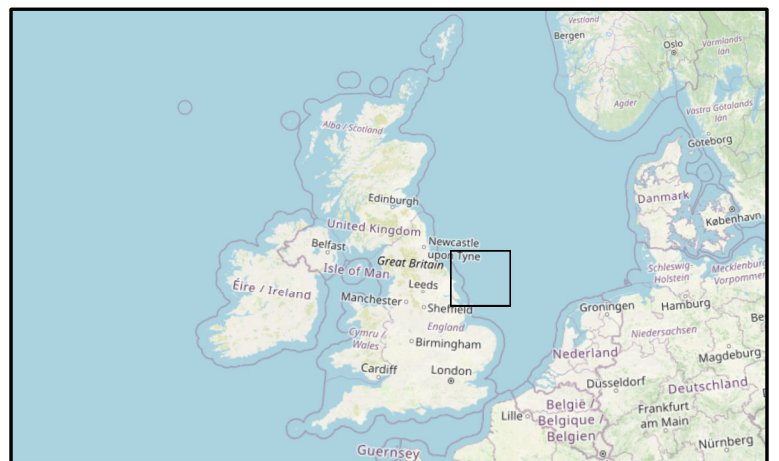 Vestland
Bergen
Oslo
Värmlands
län
Agder
Västra Götalands
län
Alba / Scotland
Göteborg
Danmark
Edinburgh
København
United Kingdom
Newcastle
upon Tyne
Belfast
Great Britain
Isle of Man
Schleswig-
Holstein
Mecklenburg-
Vorpommer
Éire / Ireland
Leeds
Manchester
Sheffield
Groningen
Hamburg
Be
England
Cymru /
Wales
Birmingham
Niedersachsen
Nederland
Magdeburg
Cardiff
London
Düsseldorf
Deutschland
Lille
België /
Belgique /
Belgien
Frankfurt
am Main
Nürnberg
Guernsey